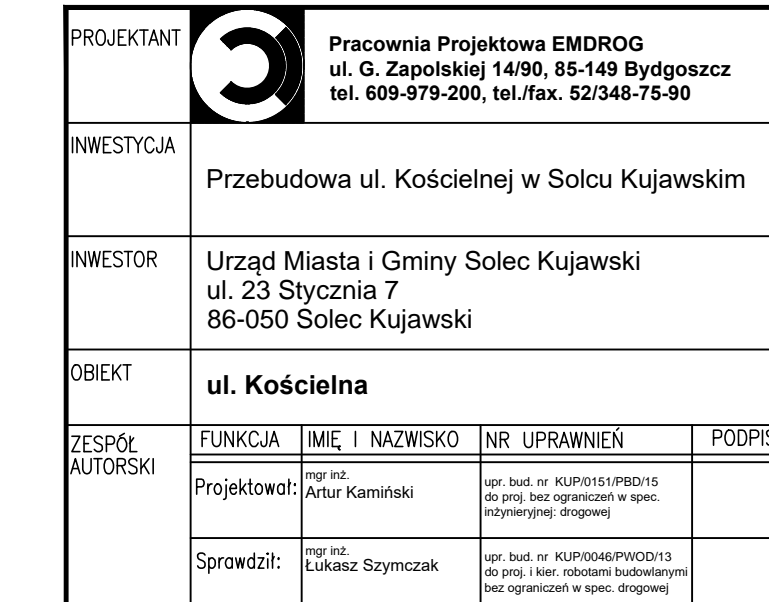 PROJEKTANT
Pracownia Projektowa EMDROG
ul. G. Zapolskiej 14/90, 85-149 Bydgoszcz
tel. 609-979-200, tel./fax. 52/348-75-90
INWESTYCJA
Przebudowa ul. Kościelnej w Solcu Kujawskim
INWESTOR
Urząd Miasta i Gminy Solec Kujawski
ul. 23 Stycznia 7
86-050 Solec Kujawski
OBIEKT
ul. Kościelna
ZESPÓŁ
AUTORSKI
FUNKCJA IMIĘ I NAZWISKO NR UPRAWNIEŃ PODPIS
Projektował:
mgr inż.
Artur Kamiński
upr. bud. nr KUP/0151/PBD/15
do proj. bez ograniczeń w spec.
inżynieryjnej: drogowej
Sprawdził:
mgr inż.
Łukasz Szymczak
upr. bud. nr KUP/0046/PWOD/13
do proj. i kier. robotami budowlanymi
bez ograniczeń w spec. drogowej